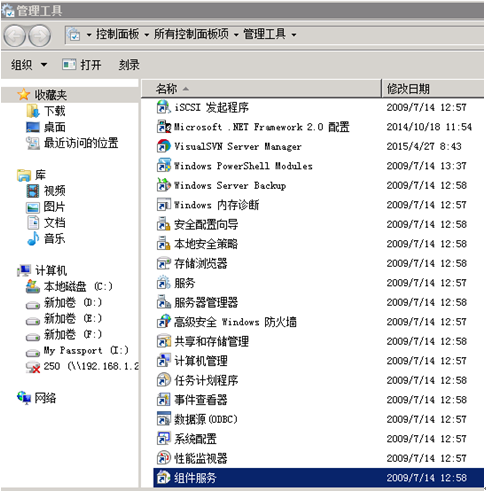 管理工具
控制面板 所有控制面板项 管理工具
组织 打开 刻录
收藏夹
下载
桌面
最近访问的位置
库
视频
图片
文档
音乐
计算机
本地磁盘 (C:)
新加卷 (D:)
新加卷 (E:)
新加卷 (F:)
My Passport (I:)
250 (\\192.168.1.2
网络
名称 修改日期
iSCSI 发起程序 2009/7/14 12:57
Microsoft .NET Framework 2.0 配置 2014/10/18 11:54
VisualSVN Server Manager 2015/4/27 8:43
Windows PowerShell Modules 2009/7/14 13:37
Windows Server Backup 2009/7/14 12:58
Windows 内存诊断 2009/7/14 12:57
安全配置向导 2009/7/14 12:58
本地安全策略 2009/7/14 12:58
存储浏览器 2009/7/14 12:58
服务 2009/7/14 12:57
服务器管理器 2009/7/14 12:58
高级安全 Windows 防火墙 2009/7/14 12:57
共享和存储管理 2009/7/14 12:58
计算机管理 2009/7/14 12:57
任务计划程序 2009/7/14 12:58
事件查看器 2009/7/14 12:58
数据源(ODBC) 2009/7/14 12:57
系统配置 2009/7/14 12:57
性能监视器 2009/7/14 12:57
组件服务 2009/7/14 12:58